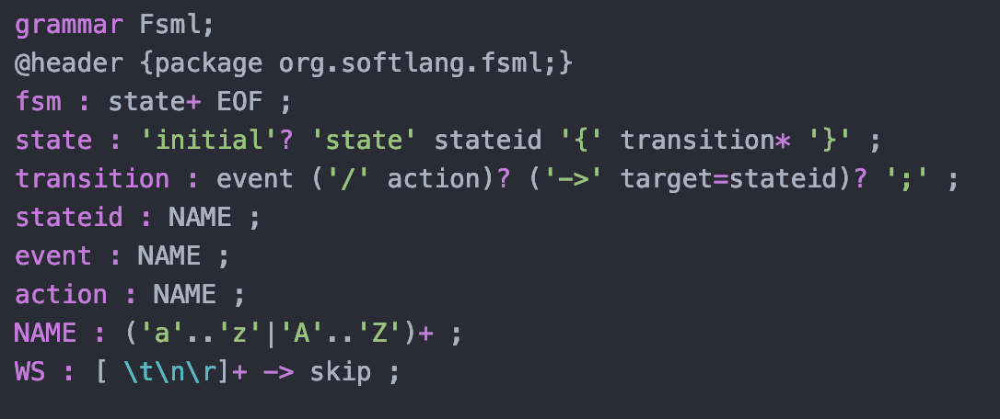 grammar Fsml;
@header {package org.softlang.fsml;}
fsm : state+ EOF ;
state : 'initial'? 'state' stateid '{' transition* '}' ;
transition : event ('/' action)? ('->' target=stateid)? ';' ;
stateid : NAME ;
event : NAME ;
action : NAME ;
NAME : ('a'..'z'|'A'..'Z')+ ;
WS : [ \t\n\r]+ -> skip ;